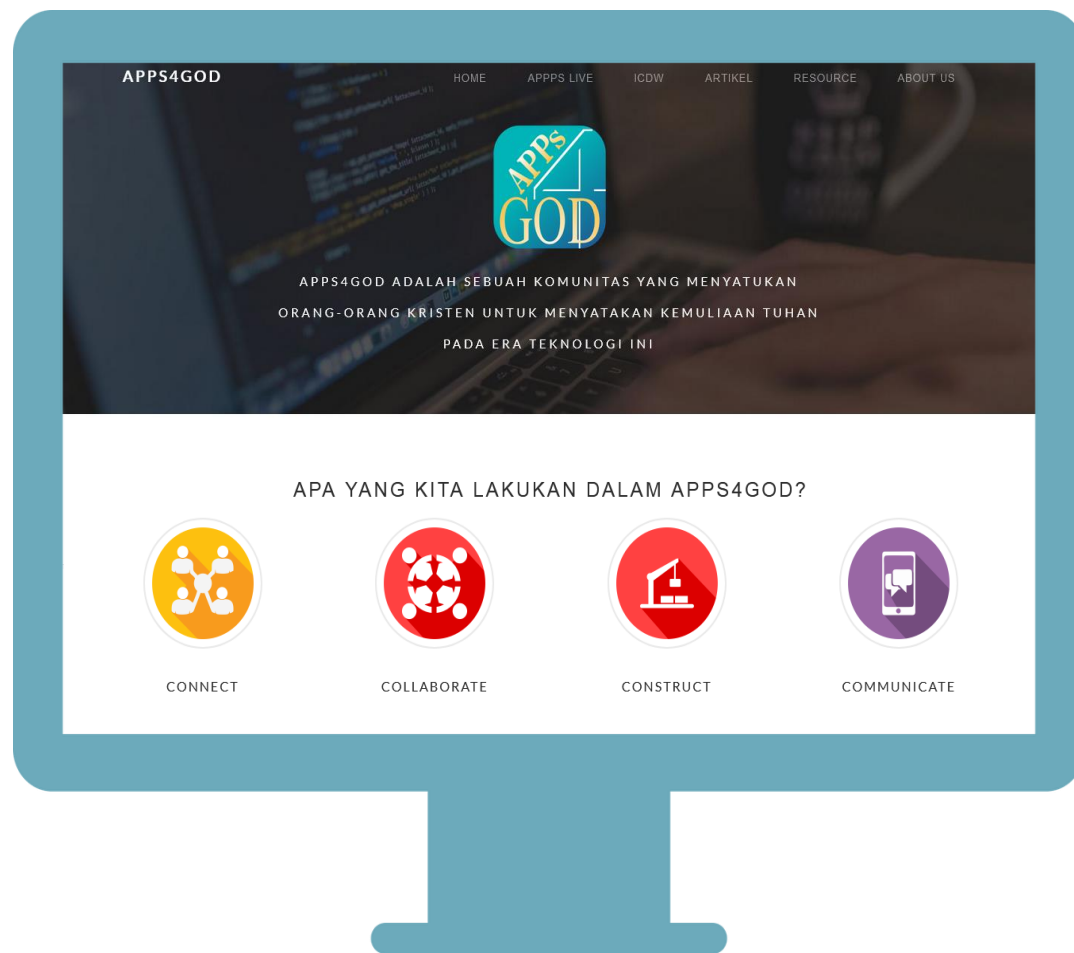 APPS4GOD
HOME APPPS LIVE ICDW ARTIKEL RESOURCE ABOUT US
APPs
4
GOD
APPS4GOD ADALAH SEBUAH KOMUNITAS YANG MENYATUKAN
ORANG-ORANG KRISTEN UNTUK MENYATAKAN KEMULIAAN TUHAN
PADA ERA TEKNOLOGI INI
APA YANG KITA LAKUKAN DALAM APPS4GOD?
CONNECT COLLABORATE CONSTRUCT COMMUNICATE